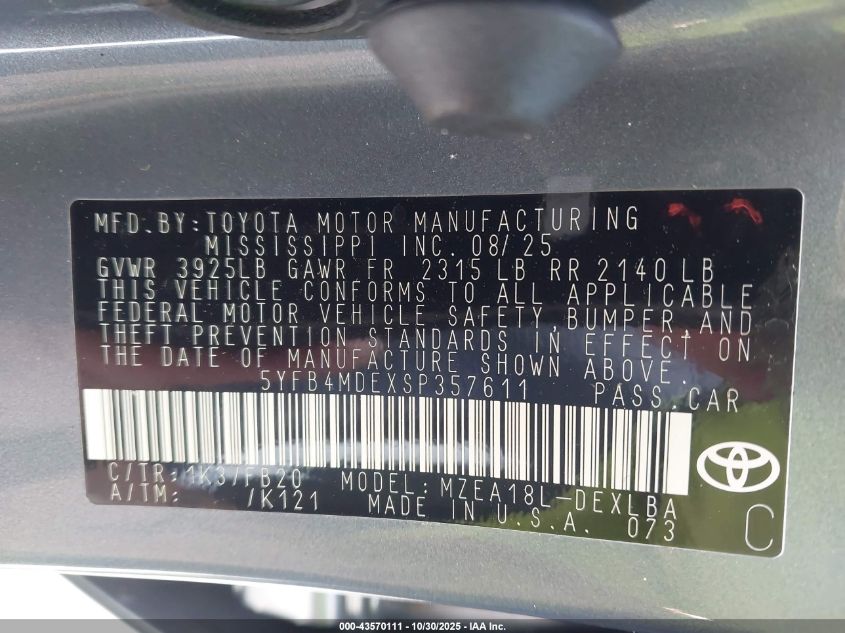 MFD.BY:TOYOTA MOTOR MANUFACTURING
MISSISSIPPI INC. 08/25
GVWR 3925LB GAWR FR 2315 LB RR 2140 LB
THIS VEHICLE CONFORMS TO ALL APPLICABLE
FEDERAL MOTOR VEHICLE SAFETY,BUMPER,AND
THEFT PREVENTION STANDARDS IN EFFECT ON
THE DATE OF MANUFACTURE SHOWN ABOVE.
5YFB4MDEXSP357611 PASS.CAR
C/TR:1K3/FB20 MODEL:MZEA18L-DEXLBA
A/TM: /K121 MADE IN U.S.A. 073
C
000-43570111 - 10/30/2025 - IAA Inc.